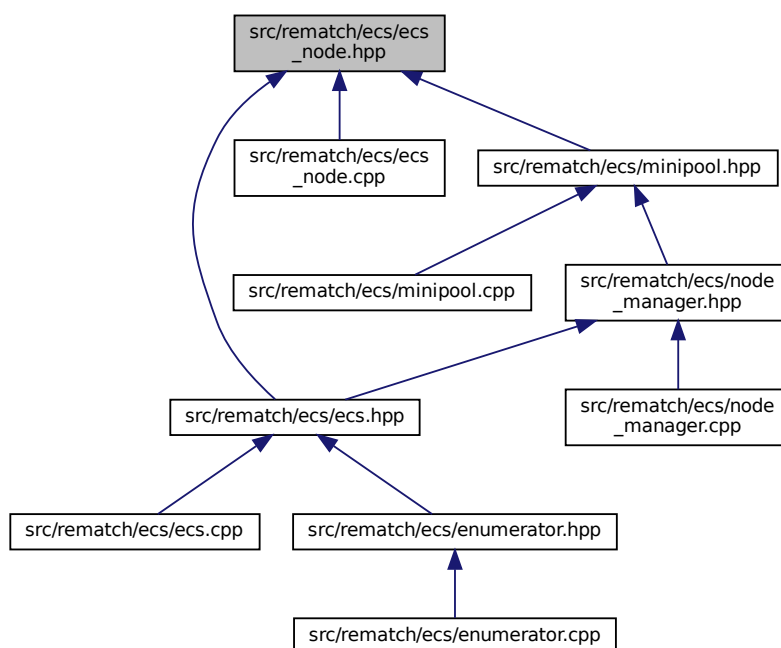 src/rematch/ecs/ecs
_node.hpp
src/rematch/ecs/ecs
_node.cpp
src/rematch/ecs/minipool.hpp
src/rematch/ecs/minipool.cpp
src/rematch/ecs/node
_manager.hpp
src/rematch/ecs/ecs.hpp
src/rematch/ecs/node
_manager.cpp
src/rematch/ecs/ecs.cpp
src/rematch/ecs/enumerator.hpp
src/rematch/ecs/enumerator.cpp